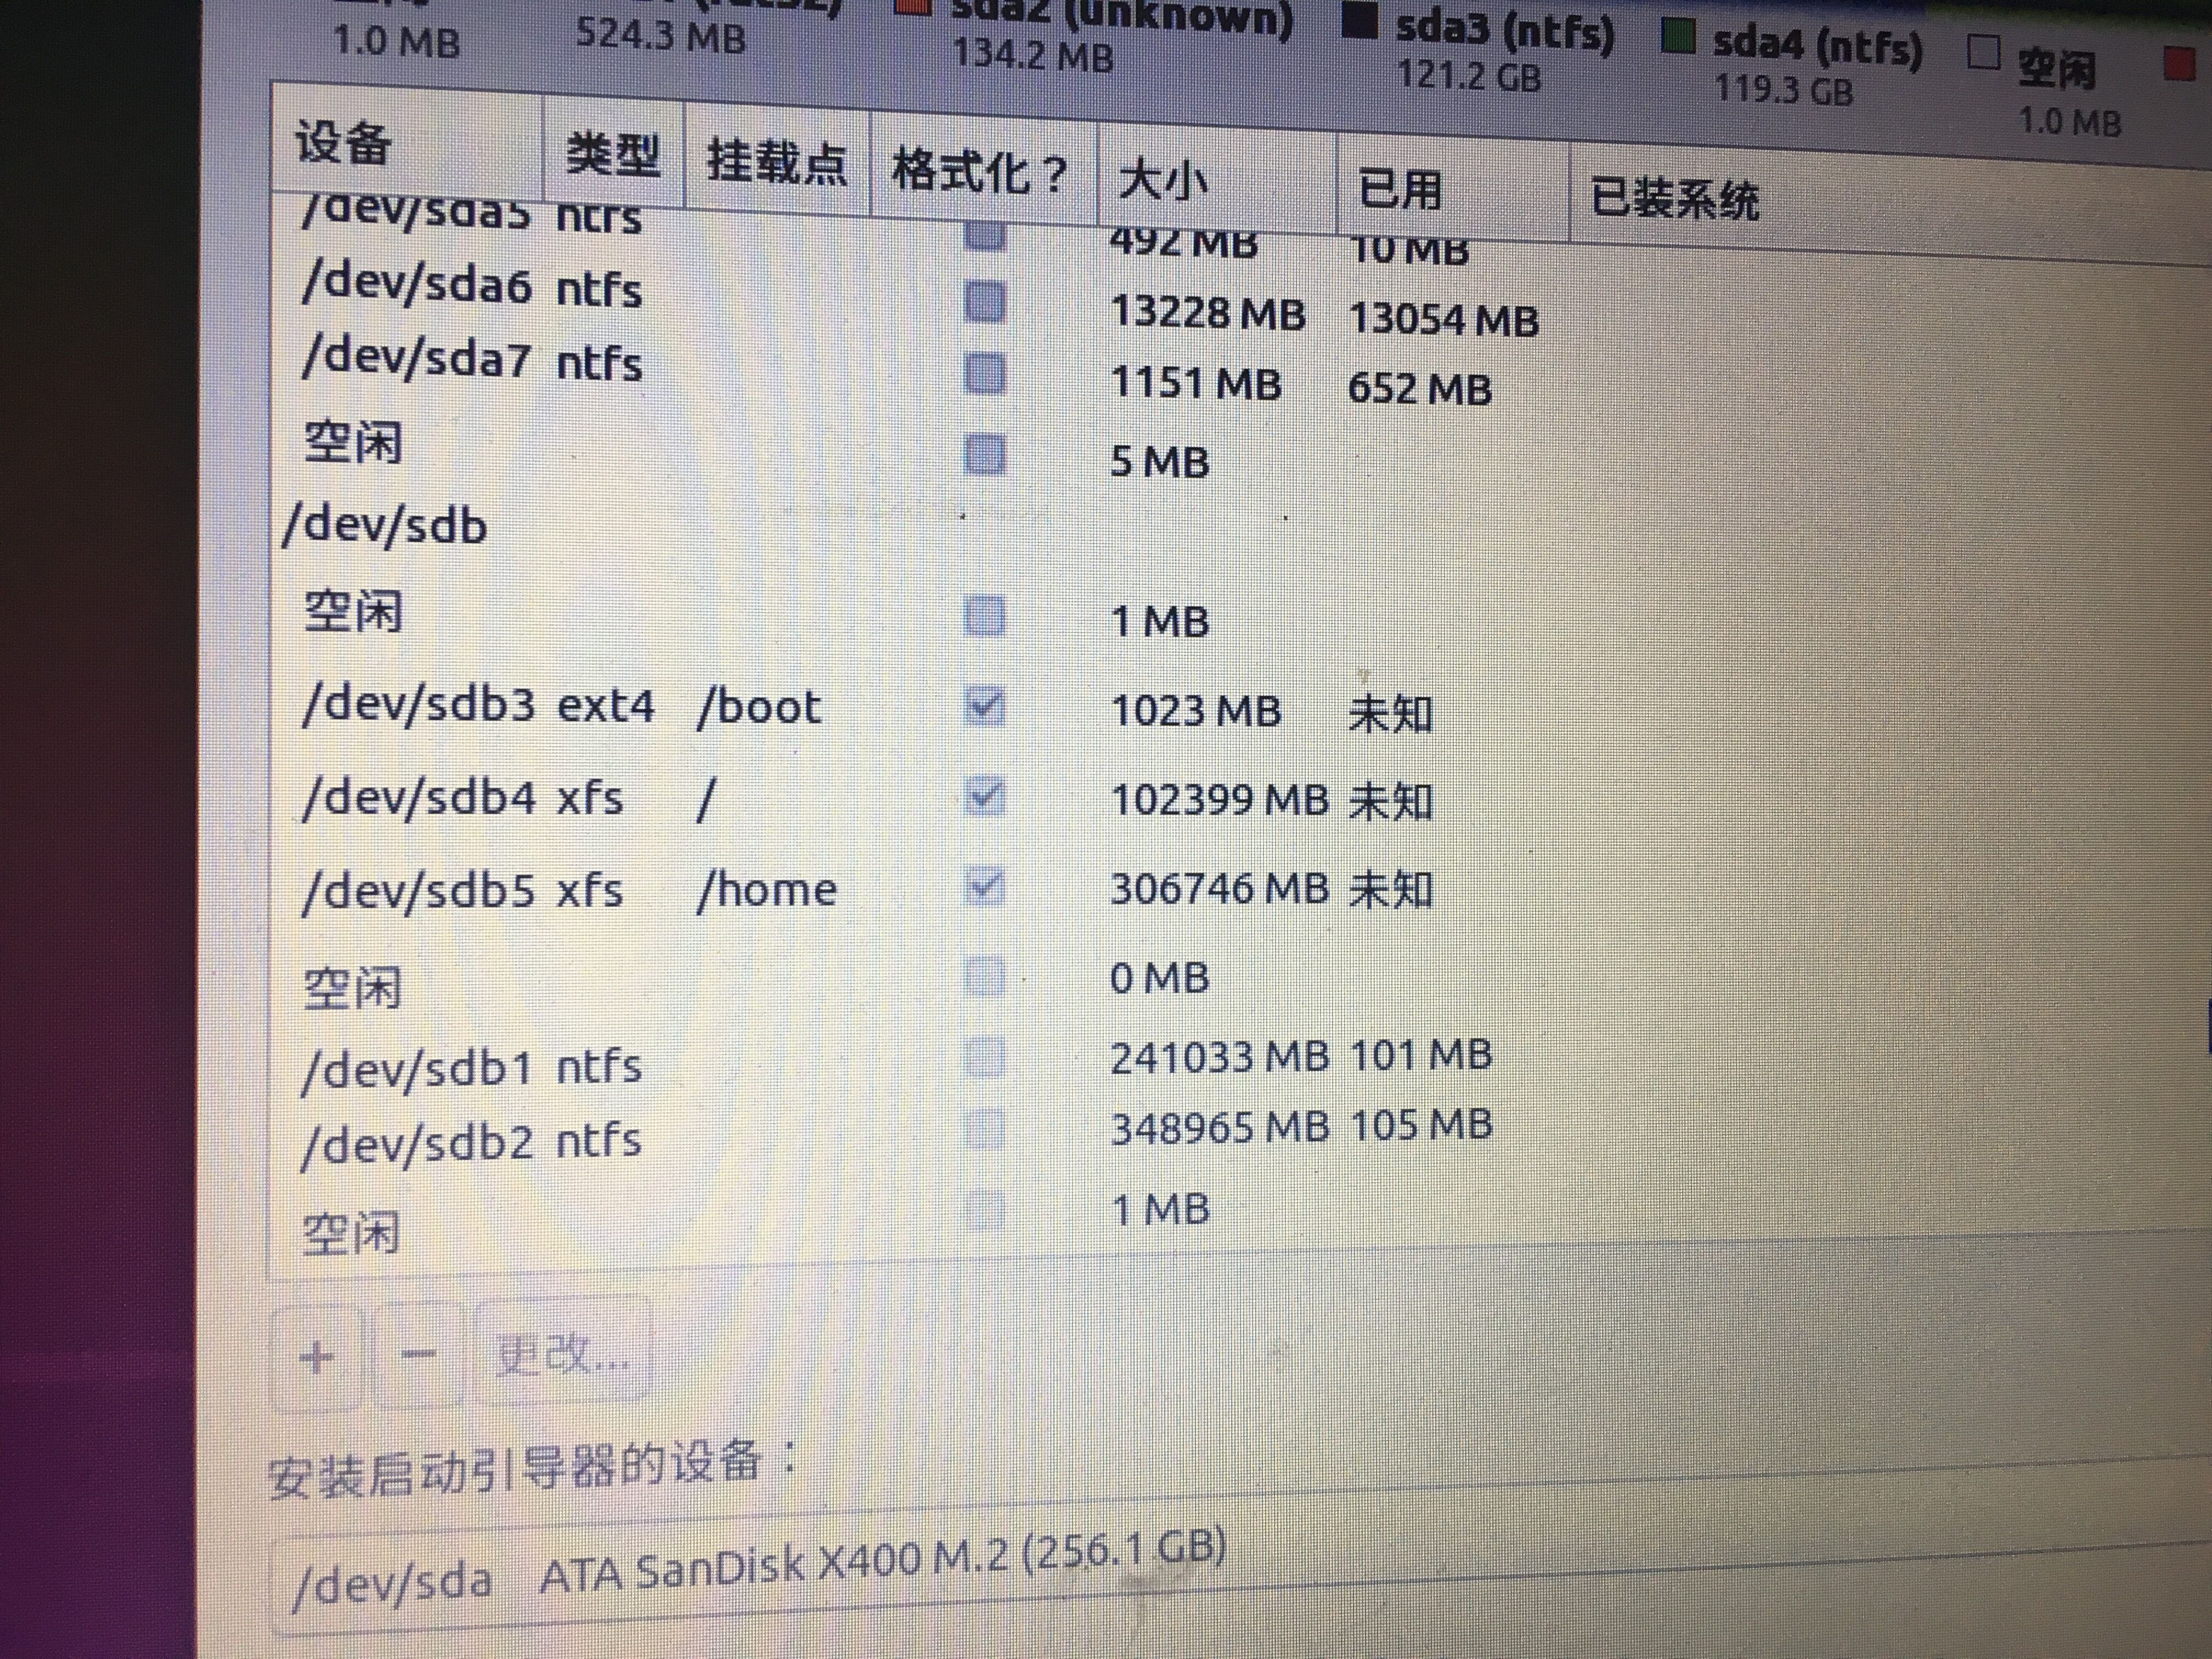 sda2 (unknown) sda3 (ntfs) sda4 (ntfs) 空闲
1.0 MB 524.3 MB 134.2 MB 121.2 GB 119.3 GB 1.0 MB
设备 类型 挂载点 格式化？ 大小 已用 已装系统
/dev/sda5 ntfs 492 MB 10 MB
/dev/sda6 ntfs 13228 MB 13054 MB
/dev/sda7 ntfs 1151 MB 652 MB
空闲 5 MB
/dev/sdb
空闲 1 MB
/dev/sdb3 ext4 /boot 1023 MB 未知
/dev/sdb4 xfs / 102399 MB 未知
/dev/sdb5 xfs /home 306746 MB 未知
空闲 0 MB
/dev/sdb1 ntfs 241033 MB 101 MB
/dev/sdb2 ntfs 348965 MB 105 MB
空闲 1 MB
+ − 更改...
安装启动引导器的设备：
/dev/sda ATA SanDisk X400 M.2 (256.1 GB)